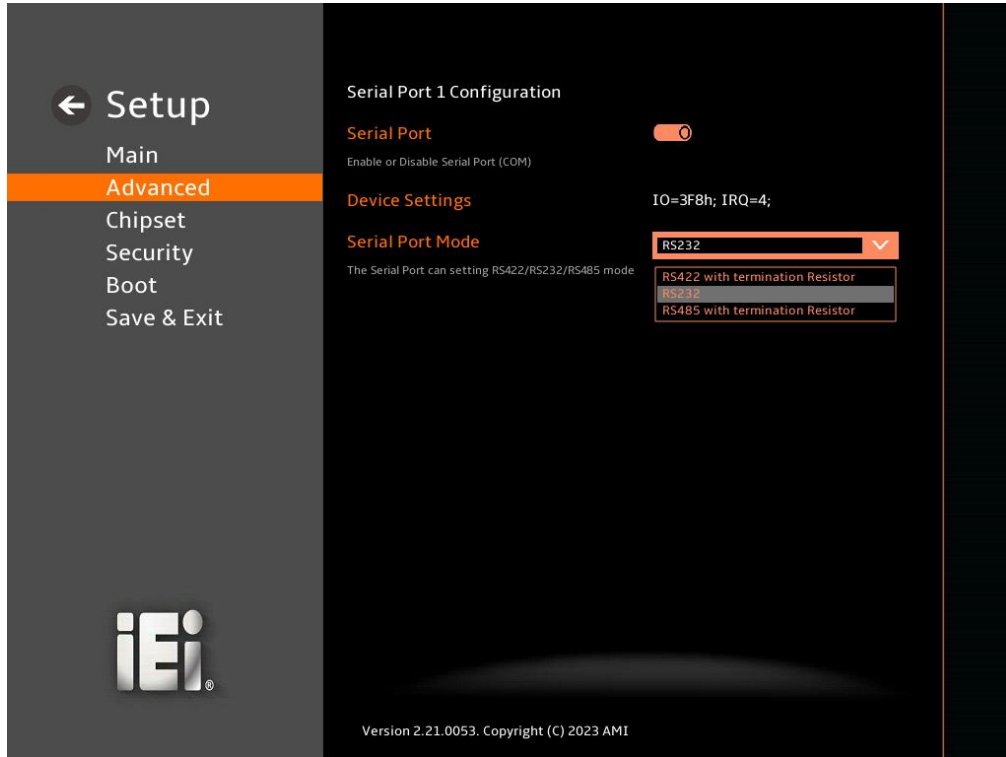 Setup
Main
Advanced
Chipset
Security
Boot
Save & Exit
iEi®
Serial Port 1 Configuration
Serial Port
Enable or Disable Serial Port (COM)
Device Settings IO=3F8h; IRQ=4;
Serial Port Mode RS232
The Serial Port can setting RS422/RS232/RS485 mode
RS422 with termination Resistor
RS232
RS485 with termination Resistor
Version 2.21.0053. Copyright (C) 2023 AMI